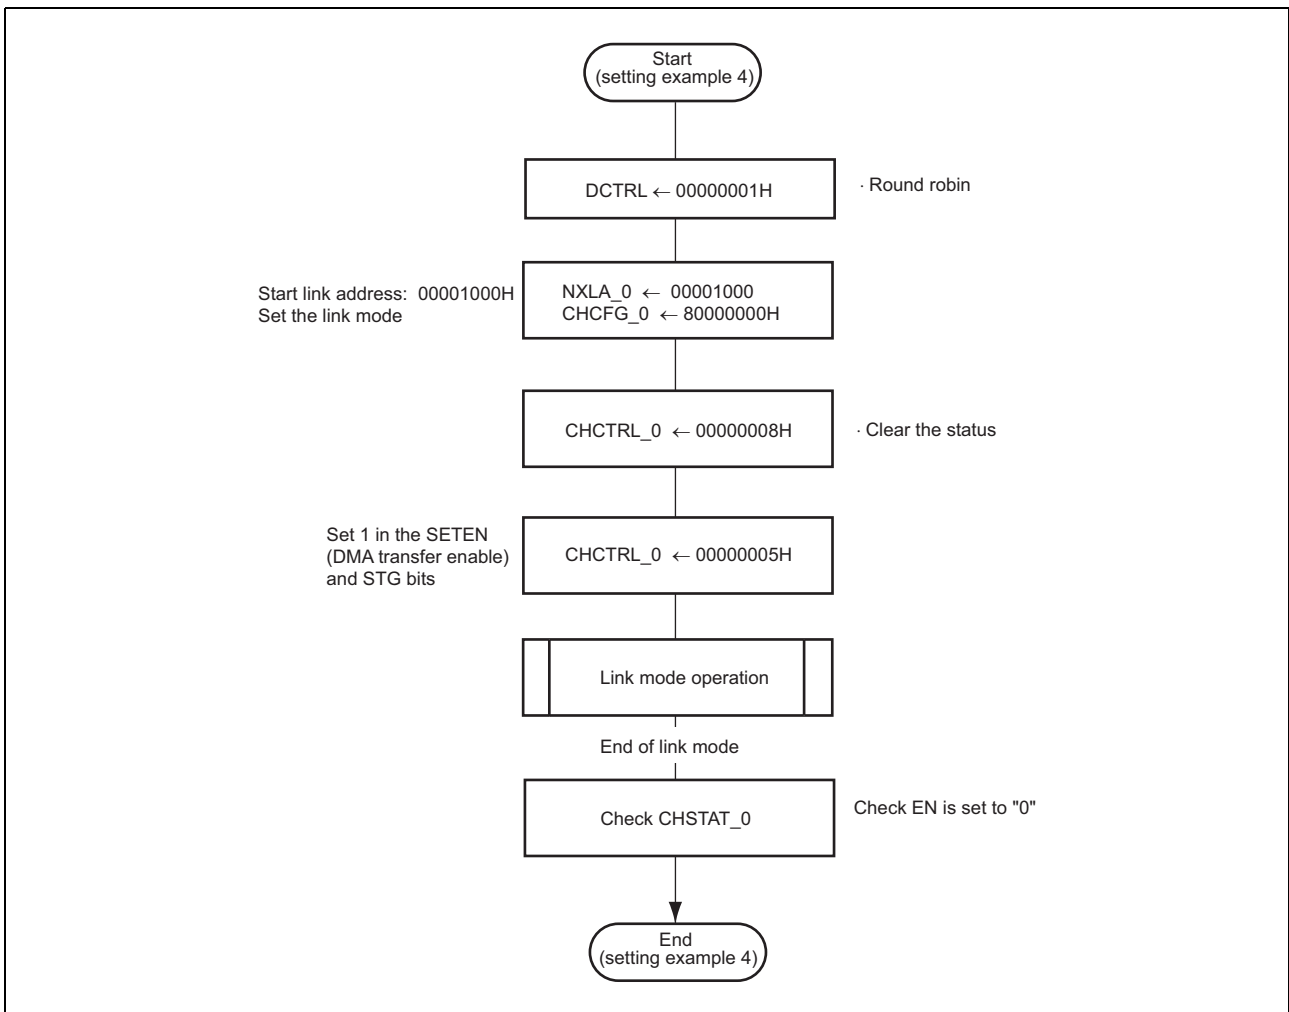 Start
(setting example 4)
DCTRL ← 00000001H
· Round robin
Start link address: 00001000H
Set the link mode
NXLA_0 ← 00001000
CHCFG_0 ← 80000000H
CHCTRL_0 ← 00000008H
· Clear the status
Set 1 in the SETEN
(DMA transfer enable)
and STG bits
CHCTRL_0 ← 00000005H
Link mode operation
End of link mode
Check CHSTAT_0
Check EN is set to "0"
End
(setting example 4)